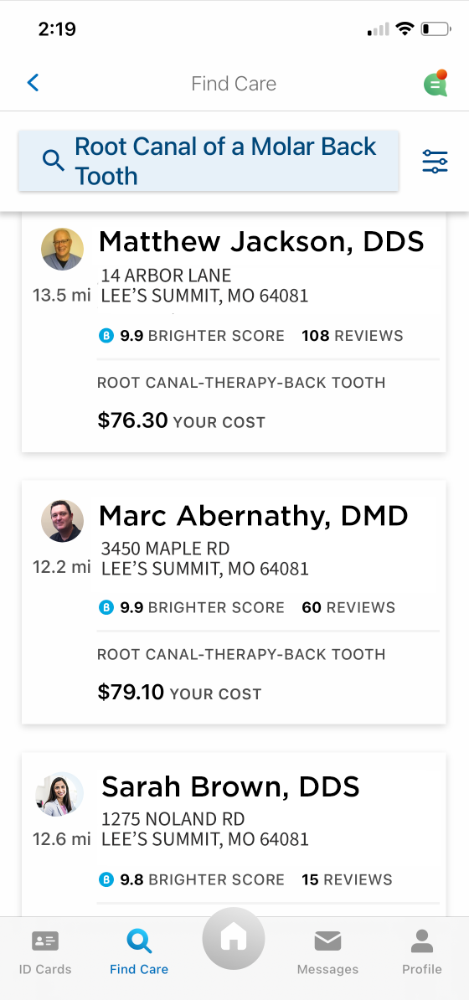 2:19
Find Care
Root Canal of a Molar Back
Tooth
Matthew Jackson, DDS
14 ARBOR LANE
13.5 mi LEE’S SUMMIT, MO 64081
B 9.9 BRIGHTER SCORE 108 REVIEWS
ROOT CANAL-THERAPY-BACK TOOTH
$76.30 YOUR COST
Marc Abernathy, DMD
3450 MAPLE RD
12.2 mi LEE’S SUMMIT, MO 64081
B 9.9 BRIGHTER SCORE 60 REVIEWS
ROOT CANAL-THERAPY-BACK TOOTH
$79.10 YOUR COST
Sarah Brown, DDS
1275 NOLAND RD
12.6 mi LEE’S SUMMIT, MO 64081
B 9.8 BRIGHTER SCORE 15 REVIEWS
ID Cards Find Care Messages Profile